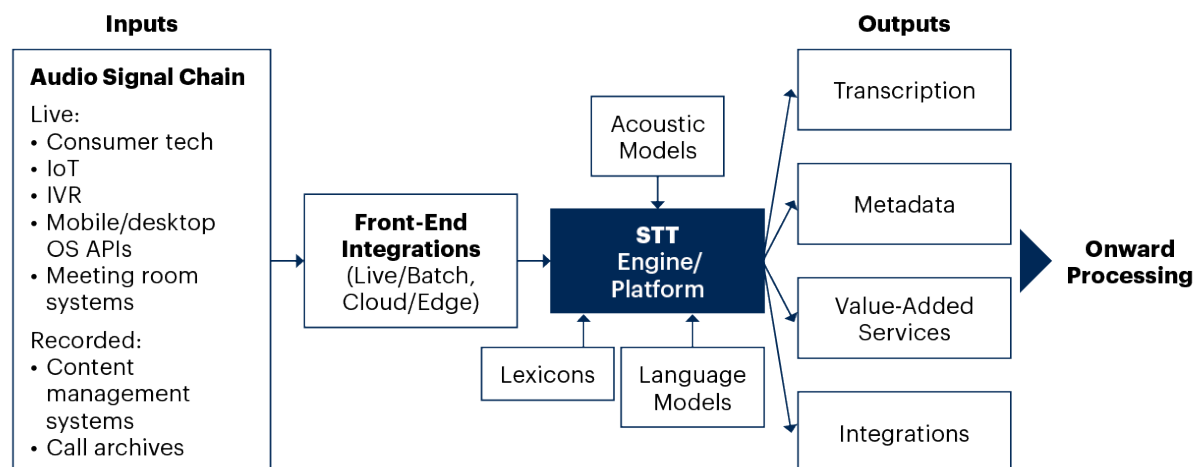 Inputs
Audio Signal Chain
Live:
• Consumer tech
• IoT
• IVR
• Mobile/desktop
OS APIs
• Meeting room
systems
Recorded:
• Content
management
systems
• Call archives
Front-End
Integrations
(Live/Batch,
Cloud/Edge)
Acoustic
Models
STT
Engine/
Platform
Lexicons
Language
Models
Outputs
Transcription
Metadata
Value-Added
Services
Integrations
Onward
Processing